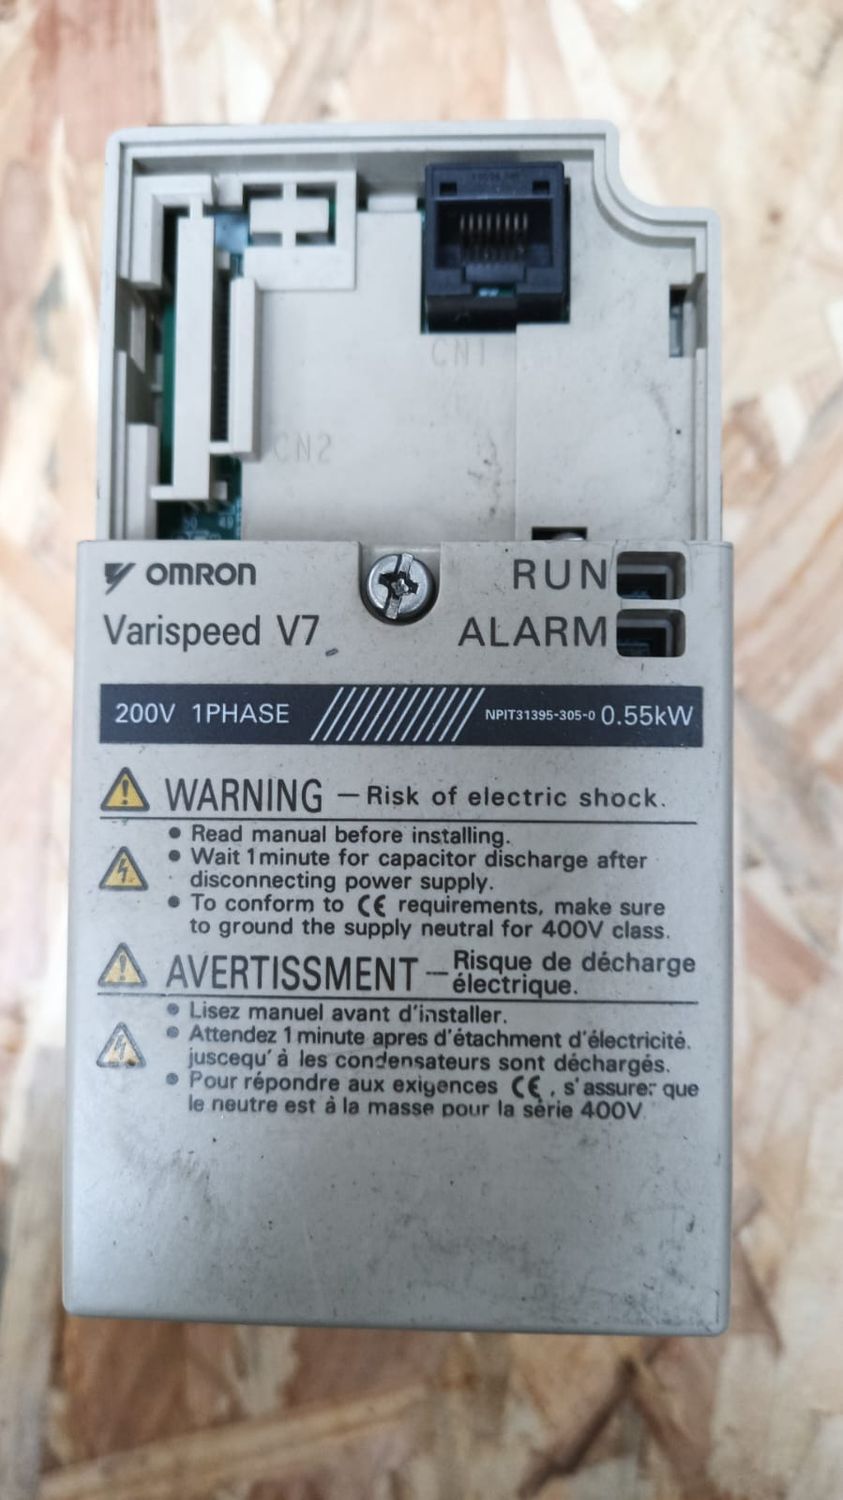 CN1
CN2
OMRON
RUN
Varispeed V7
ALARM
200V 1PHASE
NPIT31395-305-0 0.55kW
WARNING — Risk of electric shock.
● Read manual before installing.
● Wait 1 minute for capacitor discharge after
disconnecting power supply.
● To conform to CE requirements, make sure
to ground the supply neutral for 400V class.
AVERTISSMENT — Risque de décharge
électrique.
● Lisez manuel avant d'installer.
● Attendez 1 minute apres d'étachment d'électricité.
juscequ'à les condensateurs sont déchargés.
● Pour répondre aux exigences CE, s'assurer que
le neutre est à la masse pour la série 400V